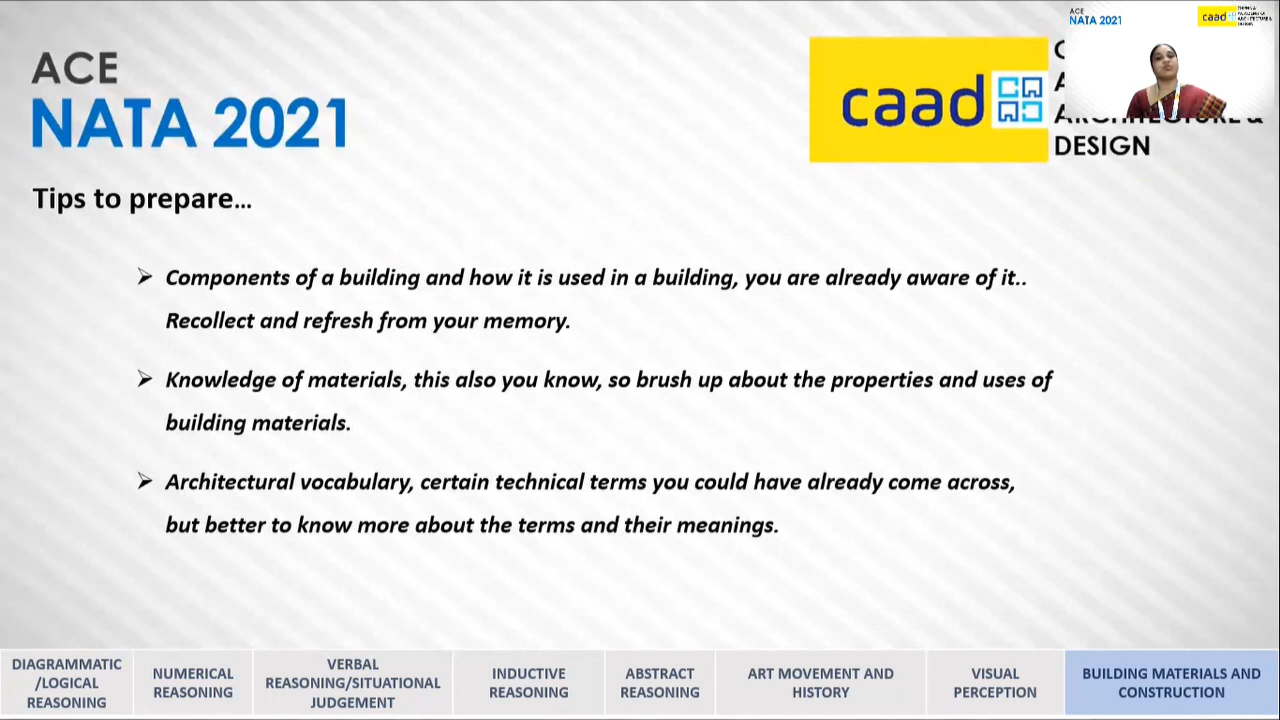 ACE
NATA 2021
caad
ARCHITECTURE &
DESIGN
ACE
NATA 2021
caad
Tips to prepare...
Components of a building and how it is used in a building, you are already aware of it..
Recollect and refresh from your memory.
Knowledge of materials, this also you know, so brush up about the properties and uses of
building materials.
Architectural vocabulary, certain technical terms you could have already come across,
but better to know more about the terms and their meanings.
DIAGRAMMATIC
/LOGICAL
REASONING
NUMERICAL
REASONING
VERBAL
REASONING/SITUATIONAL
JUDGEMENT
INDUCTIVE
REASONING
ABSTRACT
REASONING
ART MOVEMENT AND
HISTORY
VISUAL
PERCEPTION
BUILDING MATERIALS AND
CONSTRUCTION